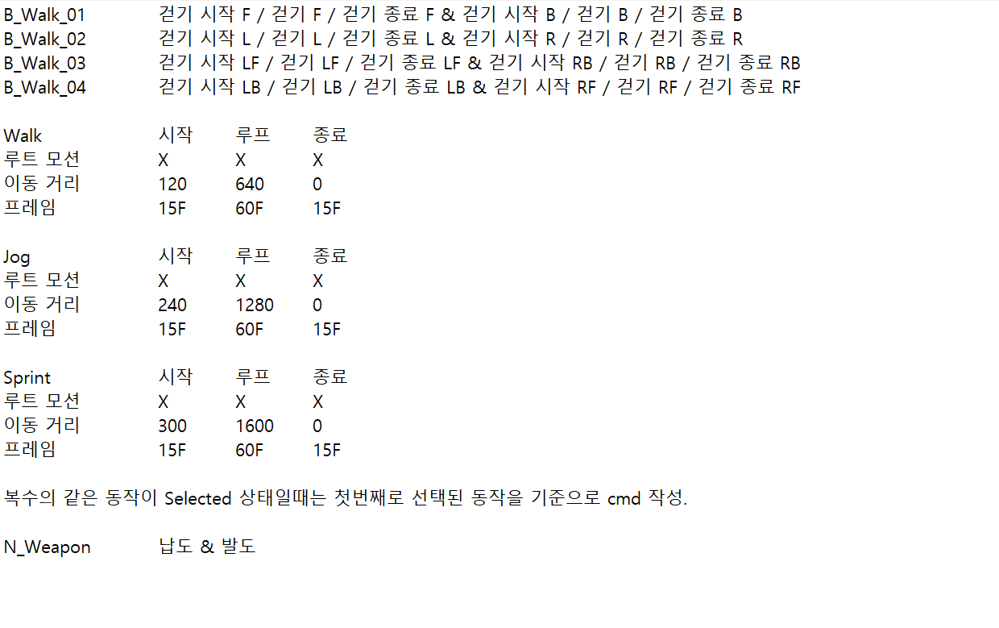 B_Walk_01 걷기 시작 F / 걷기 F / 걷기 종료 F & 걷기 시작 B / 걷기 B / 걷기 종료 B
B_Walk_02 걷기 시작 L / 걷기 L / 걷기 종료 L & 걷기 시작 R / 걷기 R / 걷기 종료 R
B_Walk_03 걷기 시작 LF / 걷기 LF / 걷기 종료 LF & 걷기 시작 RB / 걷기 RB / 걷기 종료 RB
B_Walk_04 걷기 시작 LB / 걷기 LB / 걷기 종료 LB & 걷기 시작 RF / 걷기 RF / 걷기 종료 RF
Walk 시작 루프 종료
루트 모션 X X X
이동 거리 120 640 0
프레임 15F 60F 15F
Jog 시작 루프 종료
루트 모션 X X X
이동 거리 240 1280 0
프레임 15F 60F 15F
Sprint 시작 루프 종료
루트 모션 X X X
이동 거리 300 1600 0
프레임 15F 60F 15F
복수의 같은 동작이 Selected 상태일때는 첫번째로 선택된 동작을 기준으로 cmd 작성.
N_Weapon 납도 & 발도